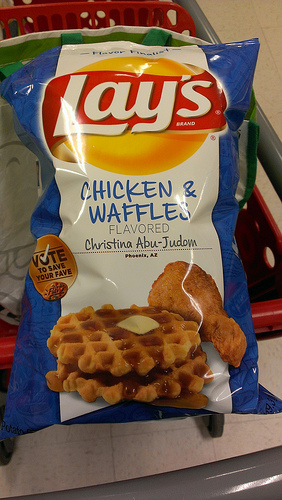 Flavor Finalist
Lay's
BRAND
®
CHICKEN &
WAFFLES
FLAVORED
Christina Abu-Judom
Phoenix, AZ
VOTE
TO SAVE
YOUR FAVE